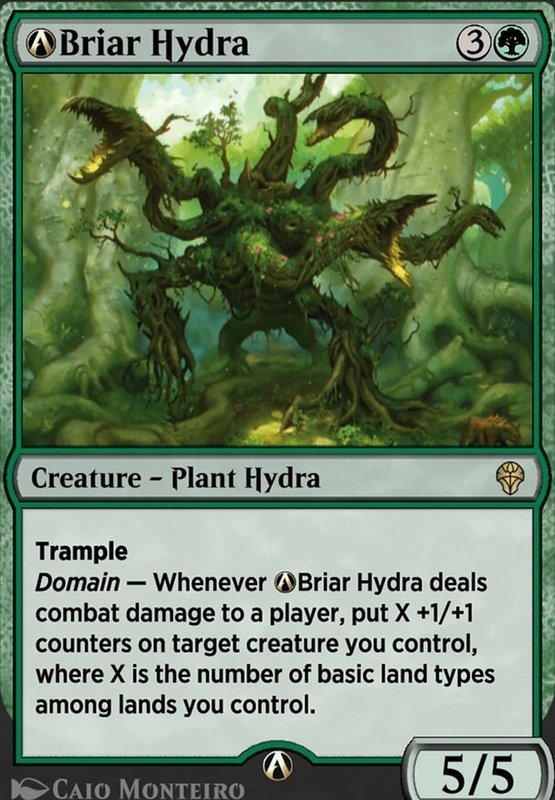 Briar Hydra 3
Creature – Plant Hydra
Trample
Domain — Whenever Briar Hydra deals
combat damage to a player, put X +1/+1
counters on target creature you control,
where X is the number of basic land types
among lands you control.
5/5
Caio Monteiro